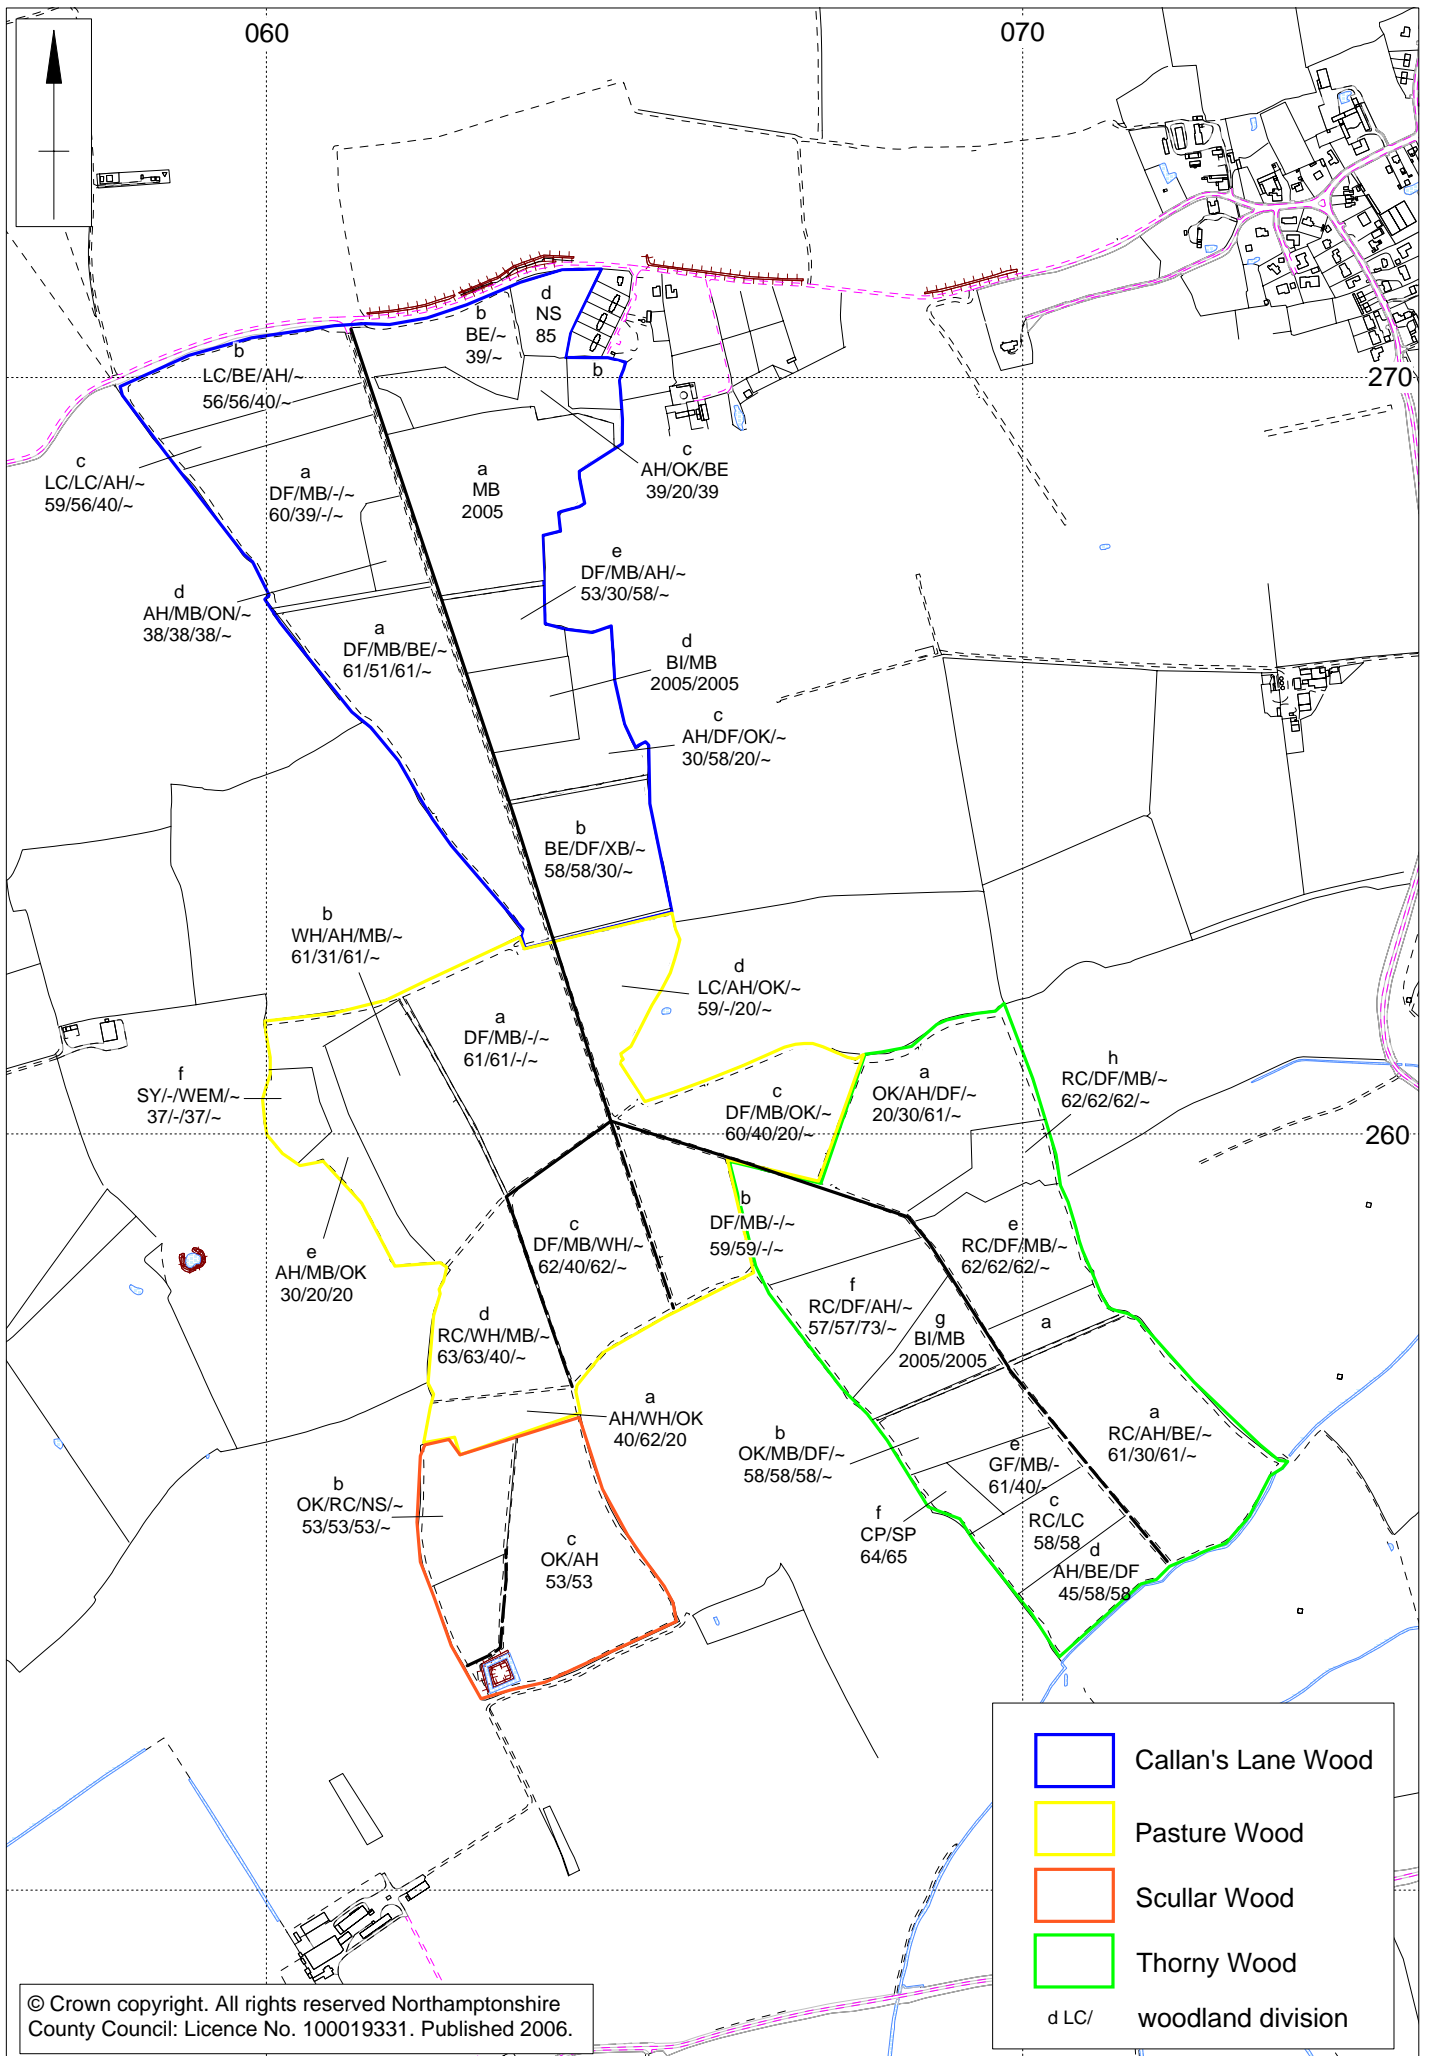 060
070
d
NS
85
b
BE/~
39/~
b
LC/BE/AH/~
56/56/40/~
b
270
c
LC/LC/AH/~
59/56/40/~
a
DF/MB/-/~
60/39/-/~
a
MB
2005
c
AH/OK/BE
39/20/39
e
DF/MB/AH/~
53/30/58/~
d
AH/MB/ON/~
38/38/38/~
a
DF/MB/BE/~
61/51/61/~
d
BI/MB
2005/2005
c
AH/DF/OK/~
30/58/20/~
b
BE/DF/XB/~
58/58/30/~
b
WH/AH/MB/~
61/31/61/~
d
LC/AH/OK/~
59/-/20/~
a
DF/MB/-/~
61/61/-/~
f
SY/-/WEM/~
37/-/37/~
c
DF/MB/OK/~
60/40/20/~
a
OK/AH/DF/~
20/30/61/~
h
RC/DF/MB/~
62/62/62/~
260
b
DF/MB/-/~
59/59/-/~
c
DF/MB/WH/~
62/40/62/~
e
RC/DF/MB/~
62/62/62/~
e
AH/MB/OK
30/20/20
f
RC/DF/AH/~
57/57/73/~
d
RC/WH/MB/~
63/63/40/~
g
BI/MB
2005/2005
a
a
AH/WH/OK
40/62/20
a
RC/AH/BE/~
61/30/61/~
b
OK/MB/DF/~
58/58/58/~
e
GF/MB/-
61/40/~
b
OK/RC/NS/~
53/53/53/~
c
OK/AH
53/53
f
CP/SP
64/65
c
RC/LC
58/58
d
AH/BE/DF
45/58/58
Callan's Lane Wood
Pasture Wood
Scullar Wood
Thorny Wood
d LC/ woodland division
© Crown copyright. All rights reserved Northamptonshire
County Council: Licence No. 100019331. Published 2006.